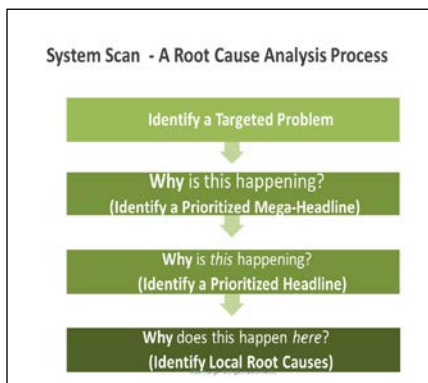 System Scan - A Root Cause Analysis Process
Identify a Targeted Problem
Why is this happening?
(Identify a Prioritized Mega-Headline)
Why is this happening?
(Identify a Prioritized Headline)
Why does this happen here?
(Identify Local Root Causes)